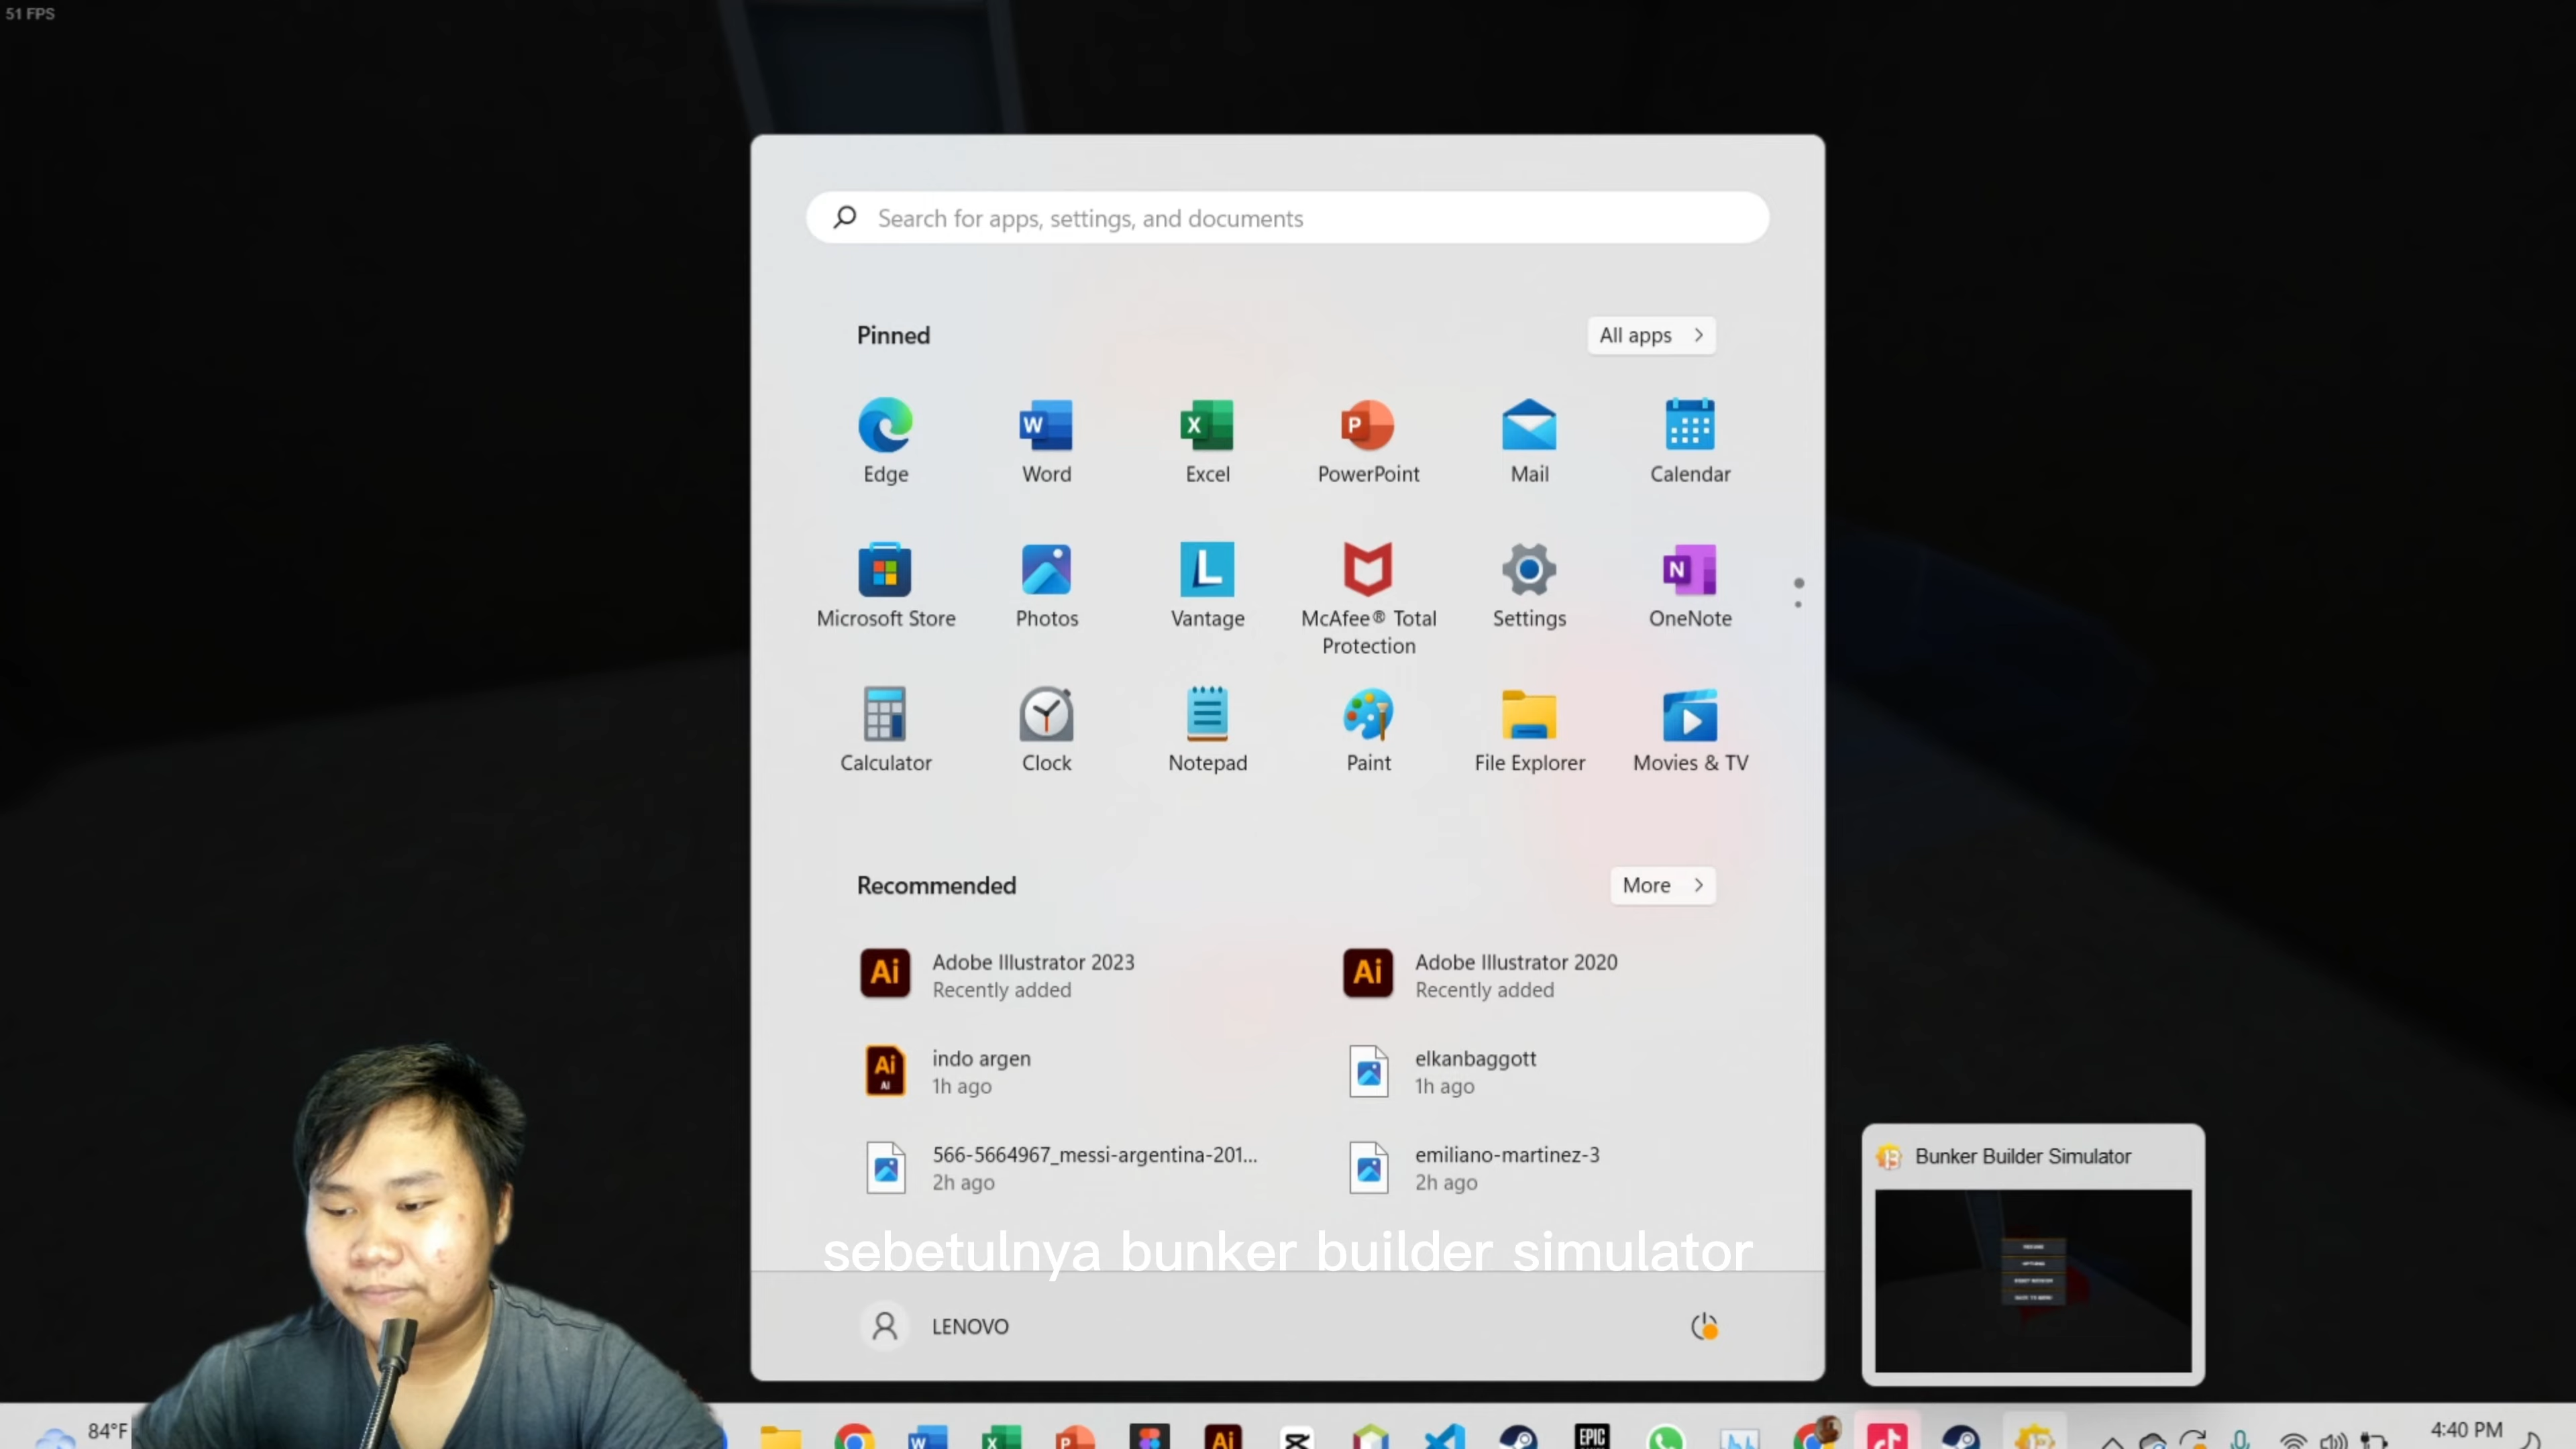 51 FPS
Search for apps, settings, and documents
Pinned
All apps
Edge
Word
Excel
PowerPoint
Mail
Calendar
Microsoft Store
Photos
Vantage
McAfee® Total
Protection
Settings
OneNote
Calculator
Clock
Notepad
Paint
File Explorer
Movies & TV
Recommended
More
Adobe Illustrator 2023
Recently added
Adobe Illustrator 2020
Recently added
indo argen
1h ago
elkanbaggott
1h ago
566-5664967_messi-argentina-201...
2h ago
emiliano-martinez-3
2h ago
Bunker Builder Simulator
sebetulnya bunker builder simulator
LENOVO
84°F
EPIC
4:40 PM